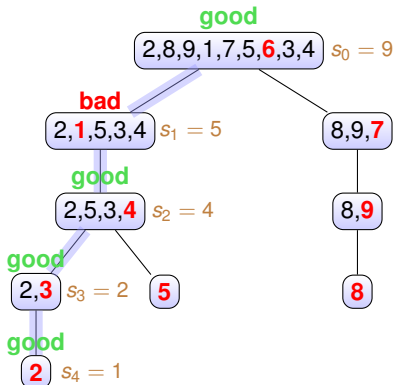 good
2,8,9,1,7,5,6,3,4 s₀ = 9
bad
2,1,5,3,4 s₁ = 5 8,9,7
good
2,5,3,4 s₂ = 4 8,9
good
2,3 s₃ = 2 5 8
good
2 s₄ = 1